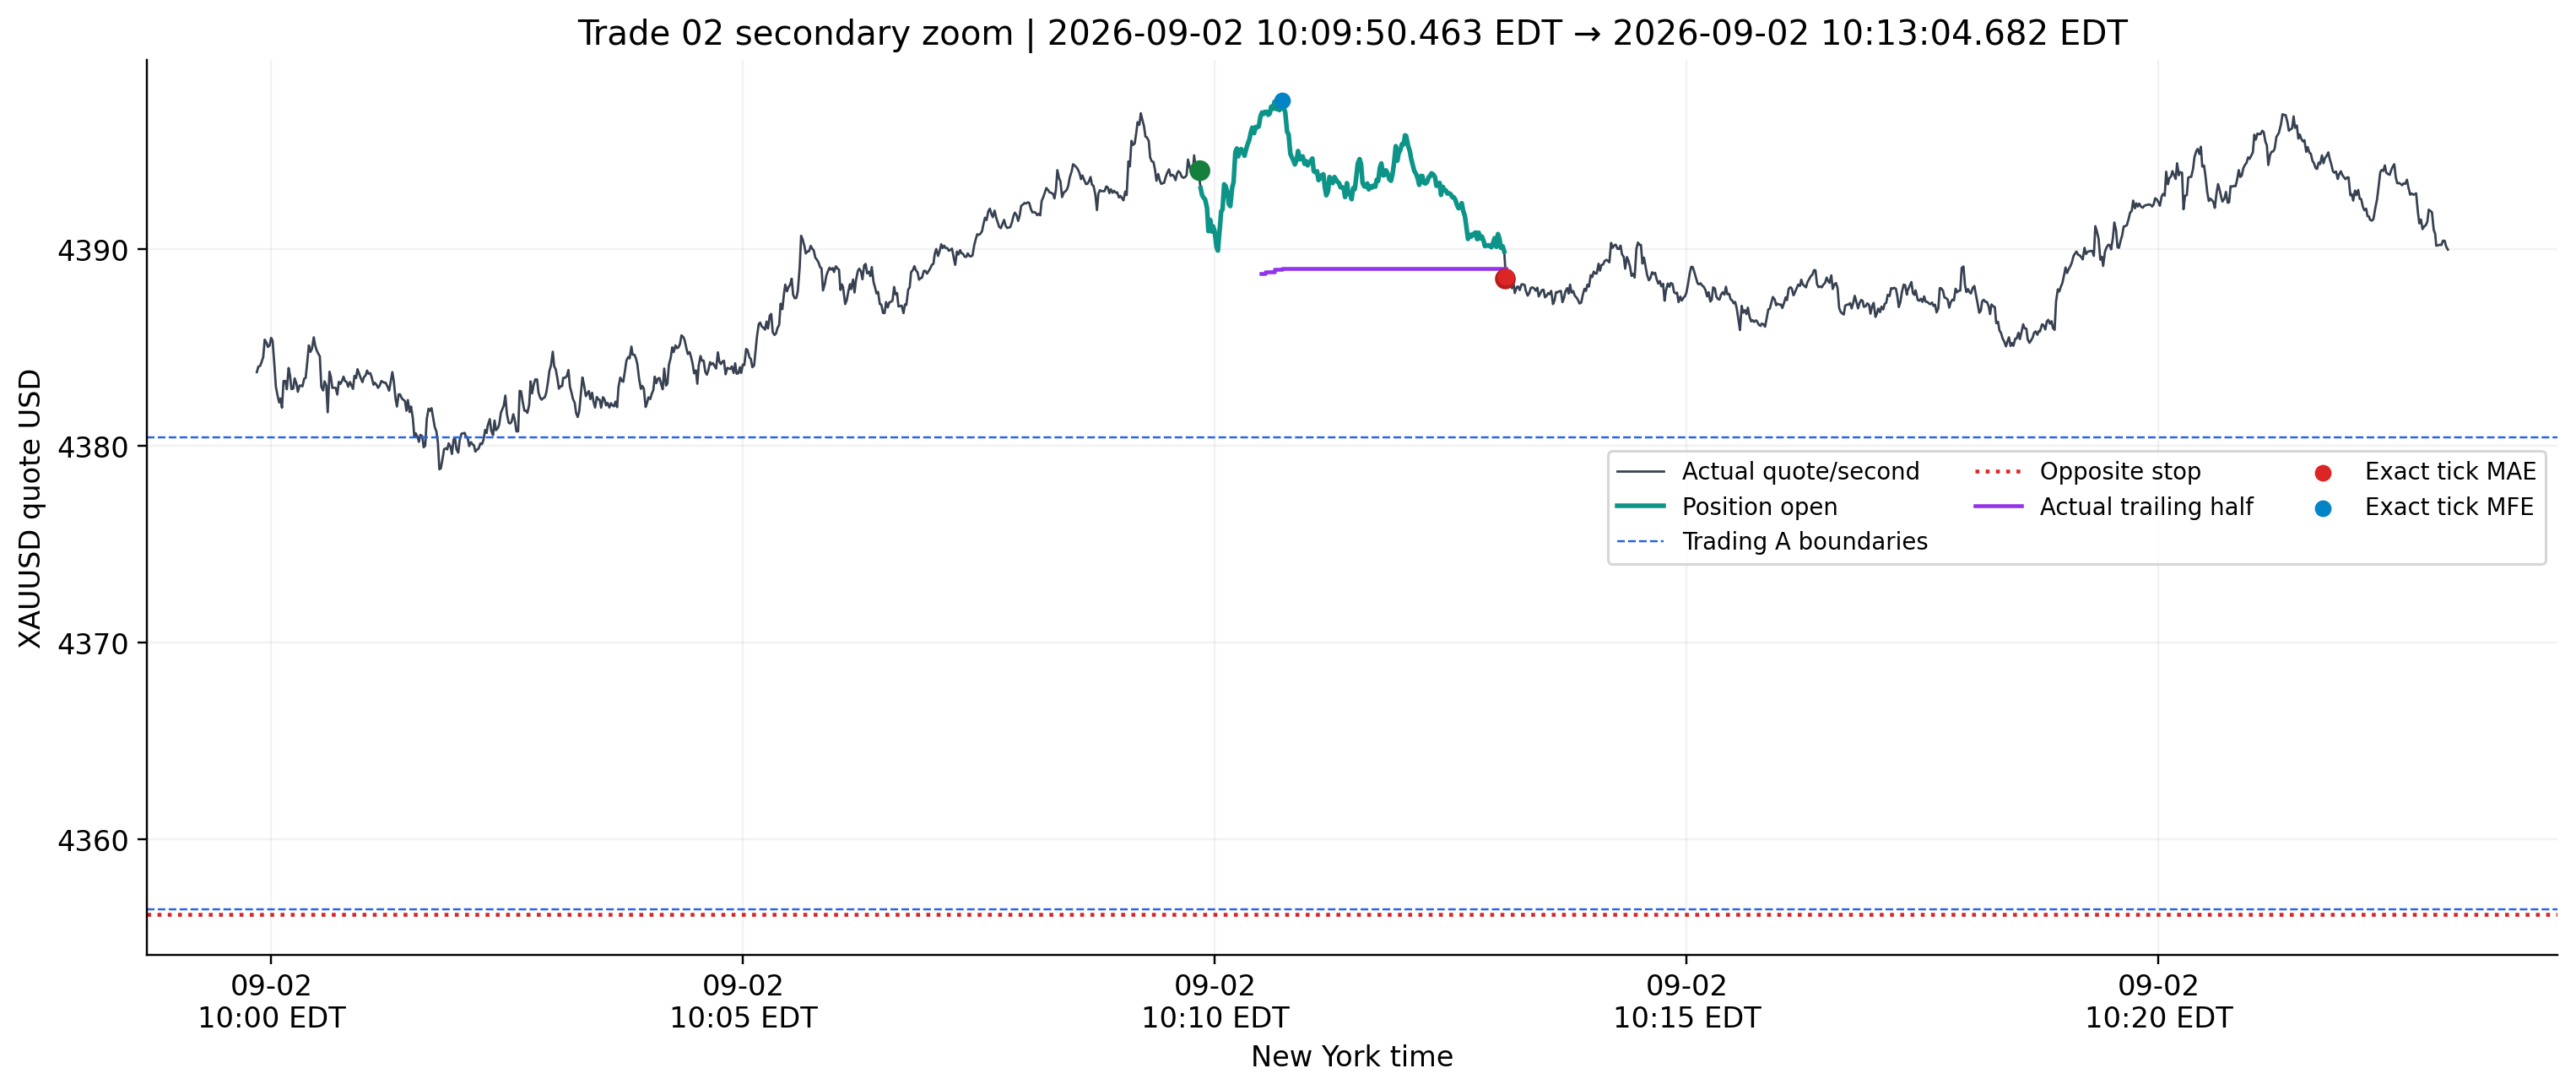 Trade 02 secondary zoom | 2026-09-02 10:09:50.463 EDT → 2026-09-02 10:13:04.682 EDT
XAUUSD quote USD
4390
4380
4370
4360
Actual quote/second
Position open
Trading A boundaries
Opposite stop
Actual trailing half
Exact tick MAE
Exact tick MFE
09-02
10:00 EDT
09-02
10:05 EDT
09-02
10:10 EDT
09-02
10:15 EDT
09-02
10:20 EDT
New York time